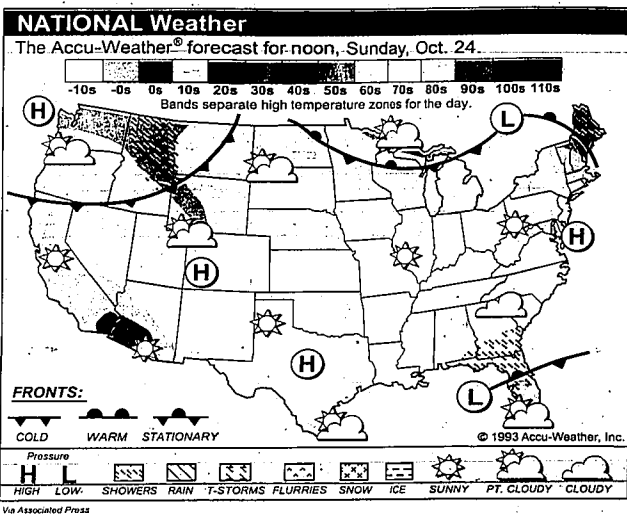 NATIONAL Weather
The Accu-Weather® forecast for noon, Sunday, Oct. 24.
-10s -0s 0s 10s 20s 30s 40s 50s 60s 70s 80s 90s 100s 110s
Bands separate high temperature zones for the day.
H
L
H
H
H
L
FRONTS:
COLD WARM STATIONARY
© 1993 Accu-Weather, Inc.
Pressure
H L
HIGH LOW SHOWERS RAIN T-STORMS FLURRIES SNOW ICE SUNNY PT. CLOUDY CLOUDY
Via Associated Press